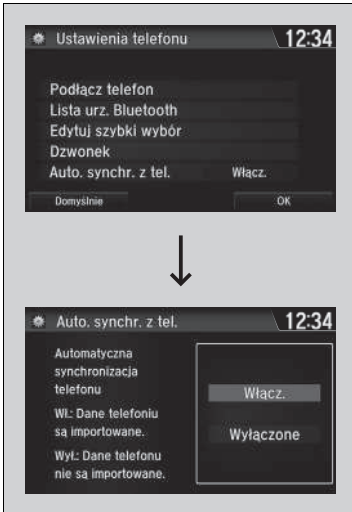 Ustawienia telefonu 12:34
Podłącz telefon
Lista urz. Bluetooth
Edytuj szybki wybór
Dzwonek
Auto. synchr. z tel. Włącz.
Domyślnie OK
Auto. synchr. z tel. 12:34
Automatyczna
synchronizacja
telefonu
Wł.: Dane telefoniu
są importowane.
Wył.: Dane telefonu
nie są importowane.
Włącz.
Wyłączone